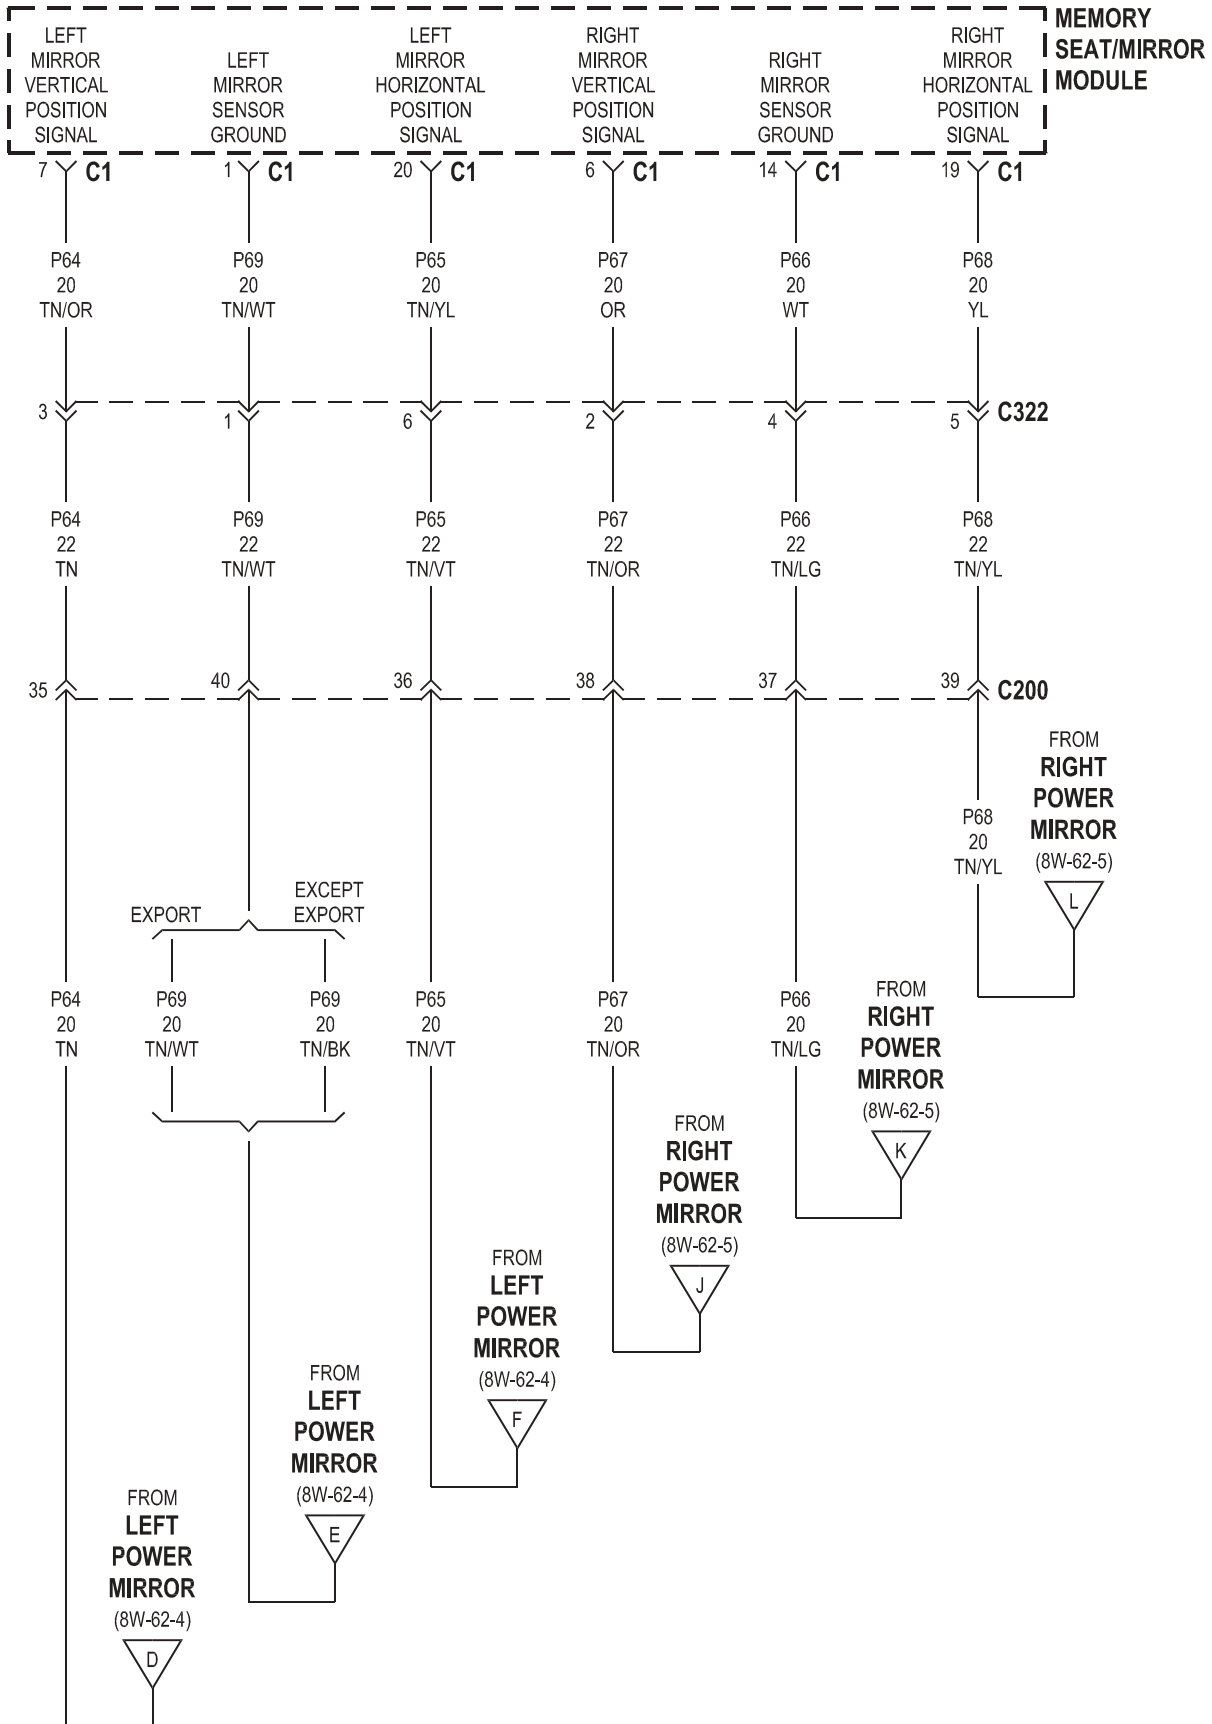 LEFT
MIRROR
VERTICAL
POSITION
SIGNAL
LEFT
MIRROR
SENSOR
GROUND
LEFT
MIRROR
HORIZONTAL
POSITION
SIGNAL
RIGHT
MIRROR
VERTICAL
POSITION
SIGNAL
RIGHT
MIRROR
SENSOR
GROUND
RIGHT
MIRROR
HORIZONTAL
POSITION
SIGNAL
MEMORY
SEAT/MIRROR
MODULE
7 C1
1 C1
20 C1
6 C1
14 C1
19 C1
P64
20
TN/OR
P69
20
TN/WT
P65
20
TN/YL
P67
20
OR
P66
20
WT
P68
20
YL
3
1
6
2
4
5
C322
P64
22
TN
P69
22
TN/WT
P65
22
TN/VT
P67
22
TN/OR
P66
22
TN/LG
P68
22
TN/YL
35
40
36
38
37
39
C200
FROM
RIGHT
POWER
MIRROR
(8W-62-5)
L
P68
20
TN/YL
EXPORT
EXCEPT
EXPORT
P64
20
TN
P69
20
TN/WT
P69
20
TN/BK
P65
20
TN/VT
P67
20
TN/OR
P66
20
TN/LG
FROM
RIGHT
POWER
MIRROR
(8W-62-5)
K
FROM
RIGHT
POWER
MIRROR
(8W-62-5)
J
FROM
LEFT
POWER
MIRROR
(8W-62-4)
F
FROM
LEFT
POWER
MIRROR
(8W-62-4)
E
FROM
LEFT
POWER
MIRROR
(8W-62-4)
D